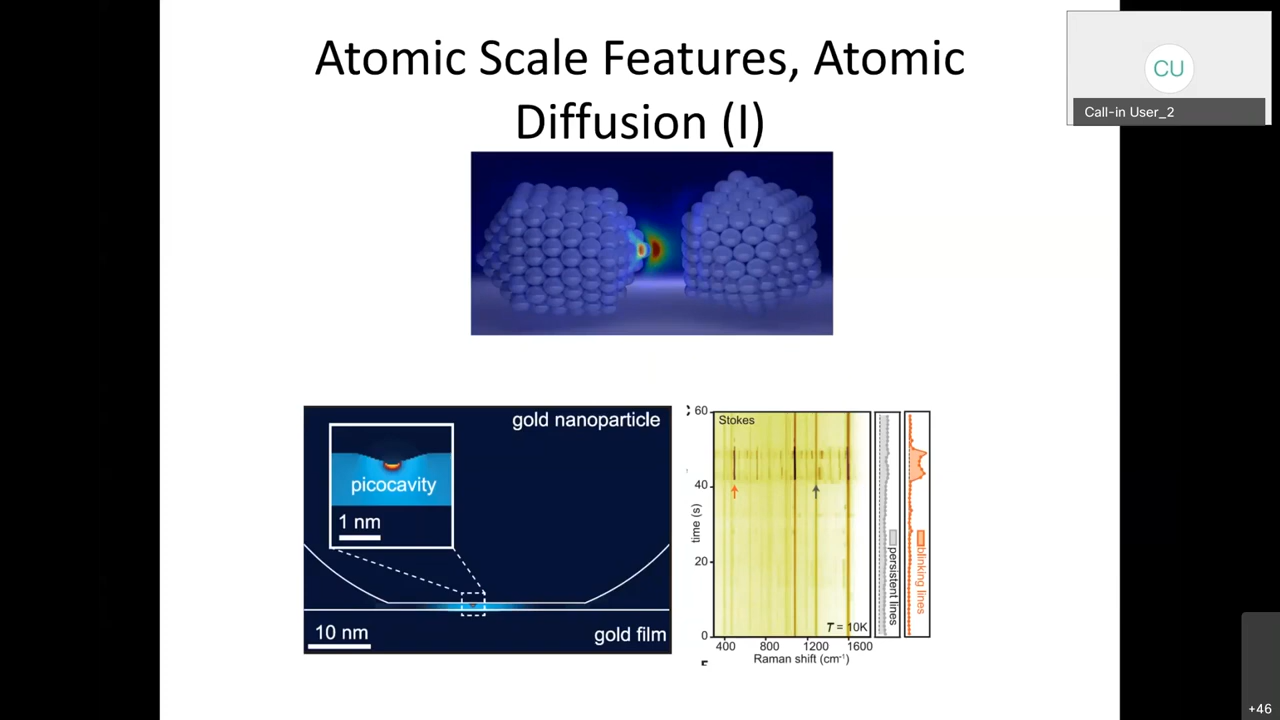 Atomic Scale Features, Atomic
Diffusion (I)
CU
Call-in User_2
gold nanoparticle
picocavity
1 nm
10 nm
gold film
60
Stokes
40
time (s)
20
0
T = 10K
400 800 1200 1600
Raman shift (cm⁻¹)
persistent lines
blinking lines
+46